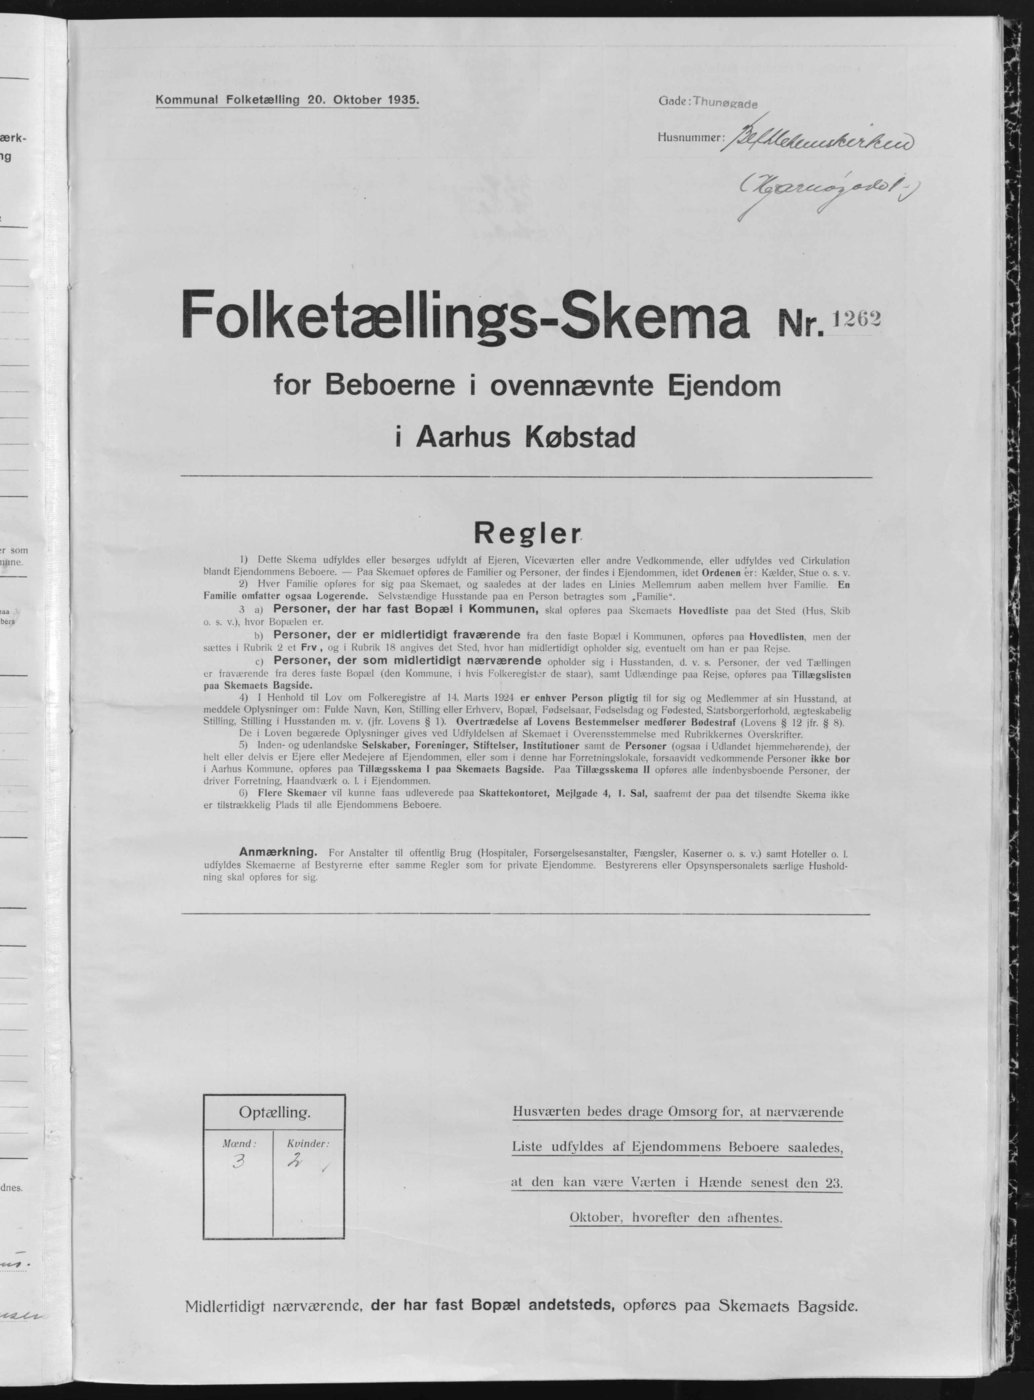 Kommunal Folketælling 20. Oktober 1935.
Gade: Thunøgade
Husnummer: Bethlehemskirken
(Hjarnøgade 1.)
Folketællings-Skema Nr. 1262
for Beboerne i ovennævnte Ejendom
i Aarhus Købstad
Regler
1) Dette Skema udfyldes eller besørges udfyldt af Ejeren, Viceværten eller andre Vedkommende, eller udfyldes ved Cirkulation
blandt Ejendommens Beboere. — Paa Skemaet opføres de Familier og Personer, der findes i Ejendommen, idet Ordenen er: Kælder, Stue o. s. v.
2) Hver Familie opføres for sig paa Skemaet, og saaledes at der lades en Linies Mellemrum aaben mellem hver Familie. En
Familie omfatter ogsaa Logerende. Selvstændige Husstande paa en Person betragtes som „Familie".
3 a) Personer, der har fast Bopæl i Kommunen, skal opføres paa Skemaets Hovedliste paa det Sted (Hus, Skib
o. s. v.), hvor Bopælen er.
b) Personer, der er midlertidigt fraværende fra den faste Bopæl i Kommunen, opføres paa Hovedlisten, men der
sættes i Rubrik 2 et Frv, og i Rubrik 18 angives det Sted, hvor han midlertidigt opholder sig, eventuelt om han er paa Rejse.
c) Personer, der som midlertidigt nærværende opholder sig i Husstanden, d. v. s. Personer, der ved Tællingen
er fraværende fra deres faste Bopæl (den Kommune, i hvis Folkeregister de staar), samt Udlændinge paa Rejse, opføres paa Tillægslisten
paa Skemaets Bagside.
4) I Henhold til Lov om Folkeregistre af 14. Marts 1924 er enhver Person pligtig til for sig og Medlemmer af sin Husstand, at
meddele Oplysninger om: Fulde Navn, Køn, Stilling eller Erhverv, Bopæl, Fødselsaar, Fødselsdag og Fødested, Statsborgerforhold, ægteskabelig
Stilling, Stilling i Husstanden m. v. (jfr. Lovens § 1). Overtrædelse af Lovens Bestemmelser medfører Bødestraf (Lovens § 12 jfr. § 8).
De i Loven begærede Oplysninger gives ved Udfyldelsen af Skemaet i Overensstemmelse med Rubrikkernes Overskrifter.
5) Inden- og udenlandske Selskaber, Foreninger, Stiftelser, Institutioner samt de Personer (ogsaa i Udlandet hjemmehørende), der
helt eller delvis er Ejere eller Medejere af Ejendommen, eller som i denne har Forretningslokale, forsaavidt vedkommende Personer ikke bor
i Aarhus Kommune, opføres paa Tillægsskema I paa Skemaets Bagside. Paa Tillægsskema II opføres alle indenbysboende Personer, der
driver Forretning, Haandværk o. l. i Ejendommen.
6) Flere Skemaer vil kunne faas udleverede paa Skattekontoret, Mejlgade 4, 1. Sal, saafremt der paa det tilsendte Skema ikke
er tilstrækkelig Plads til alle Ejendommens Beboere.
Anmærkning. For Anstalter til offentlig Brug (Hospitaler, Forsørgelsesanstalter, Fængsler, Kaserner o. s. v.) samt Hoteller o. l.
udfyldes Skemaerne af Bestyrerne efter samme Regler som for private Ejendomme. Bestyrerens eller Opsynspersonalets særlige Hushold-
ning skal opføres for sig.
Optælling.
Mænd: Kvinder:
3 2
Husværten bedes drage Omsorg for, at nærværende
Liste udfyldes af Ejendommens Beboere saaledes,
at den kan være Værten i Hænde senest den 23.
Oktober, hvorefter den afhentes.
Midlertidigt nærværende, der har fast Bopæl andetsteds, opføres paa Skemaets Bagside.